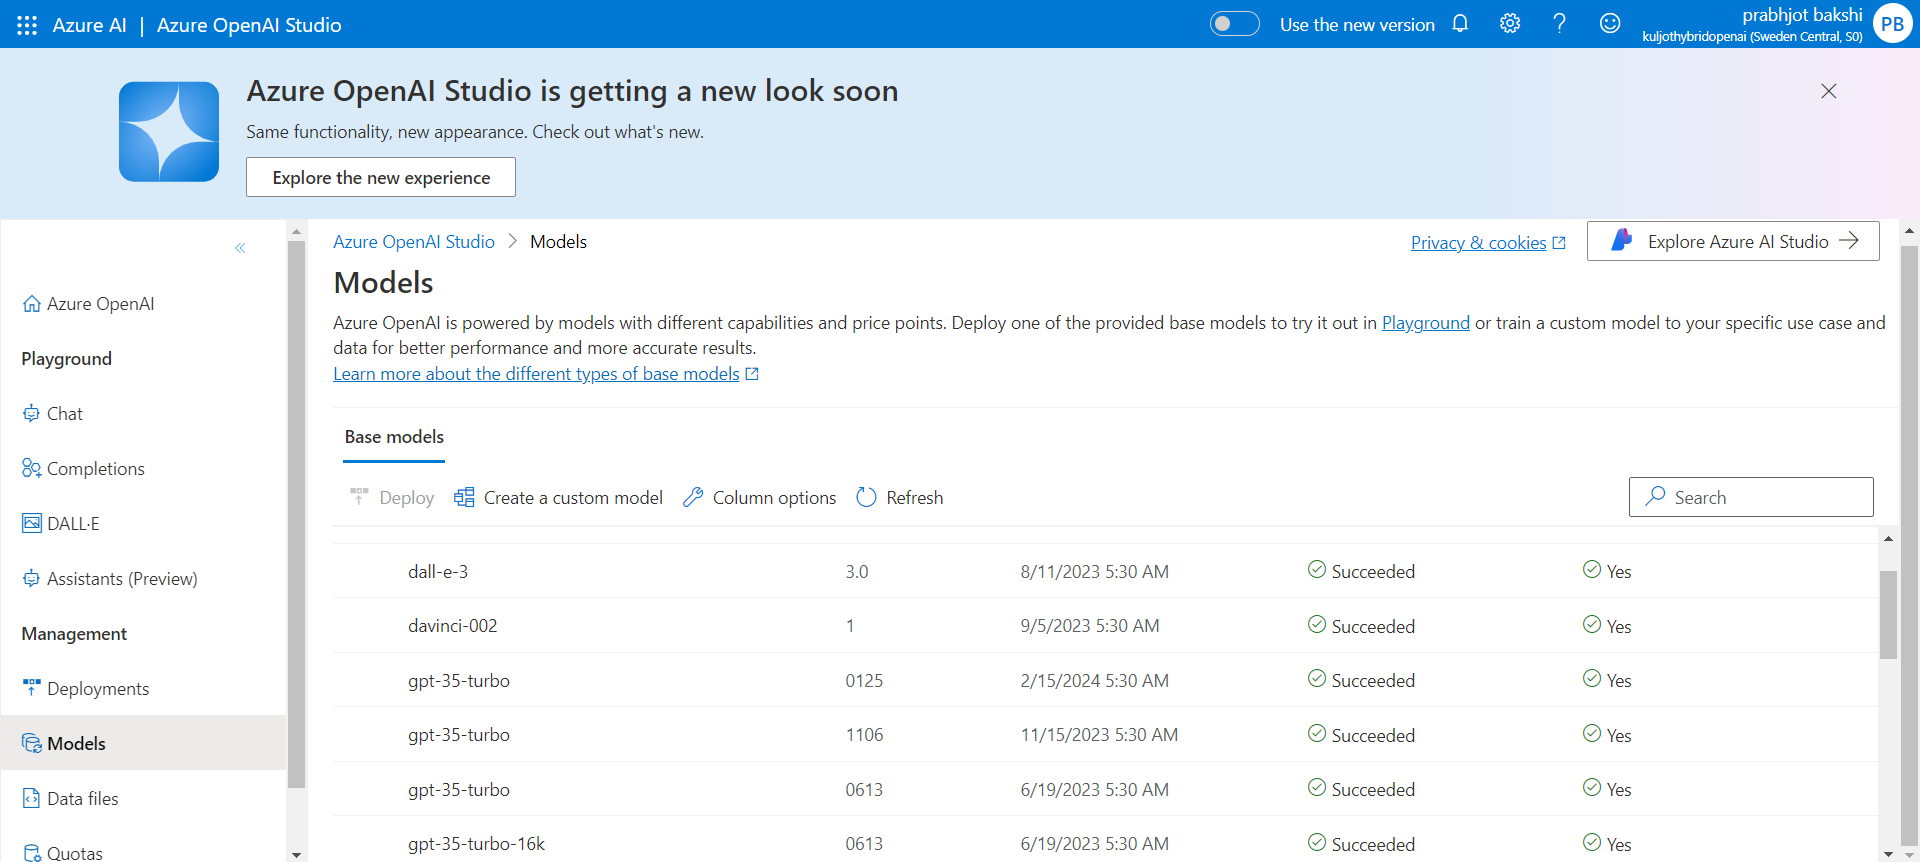 Azure AI | Azure OpenAI Studio
Use the new version
prabhjot bakshi
kuljothybridopenai (Sweden Central, S0)
PB
Azure OpenAI Studio is getting a new look soon
Same functionality, new appearance. Check out what's new.
Explore the new experience
Azure OpenAI
Playground
Chat
Completions
DALL·E
Assistants (Preview)
Management
Deployments
Models
Data files
Quotas
Azure OpenAI Studio > Models
Privacy & cookies
Explore Azure AI Studio
Models
Azure OpenAI is powered by models with different capabilities and price points. Deploy one of the provided base models to try it out in Playground or train a custom model to your specific use case and
data for better performance and more accurate results.
Learn more about the different types of base models
Base models
Deploy Create a custom model Column options Refresh
Search
dall-e-3 3.0 8/11/2023 5:30 AM Succeeded Yes
davinci-002 1 9/5/2023 5:30 AM Succeeded Yes
gpt-35-turbo 0125 2/15/2024 5:30 AM Succeeded Yes
gpt-35-turbo 1106 11/15/2023 5:30 AM Succeeded Yes
gpt-35-turbo 0613 6/19/2023 5:30 AM Succeeded Yes
gpt-35-turbo-16k 0613 6/19/2023 5:30 AM Succeeded Yes